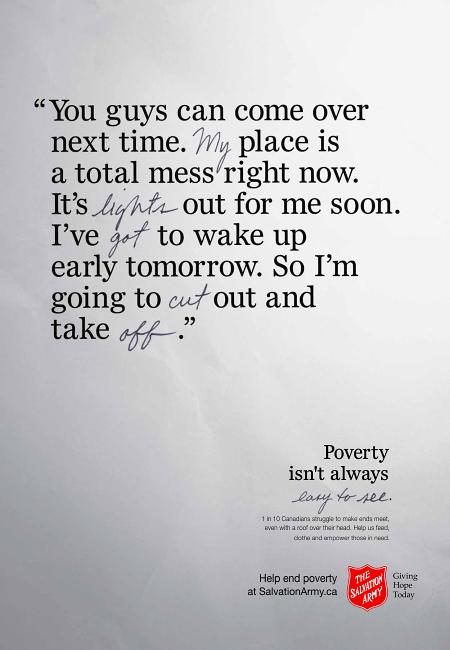 “You guys can come over
next time. My place is
a total mess right now.
It’s lights out for me soon.
I’ve got to wake up
early tomorrow. So I’m
going to cut out and
take off.”
Poverty
isn't always
easy to see.
1 in 10 Canadians struggle to make ends meet,
even with a roof over their head. Help us feed,
clothe and empower those in need.
Help end poverty
at SalvationArmy.ca
THE
SALVATION
ARMY
Giving
Hope
Today